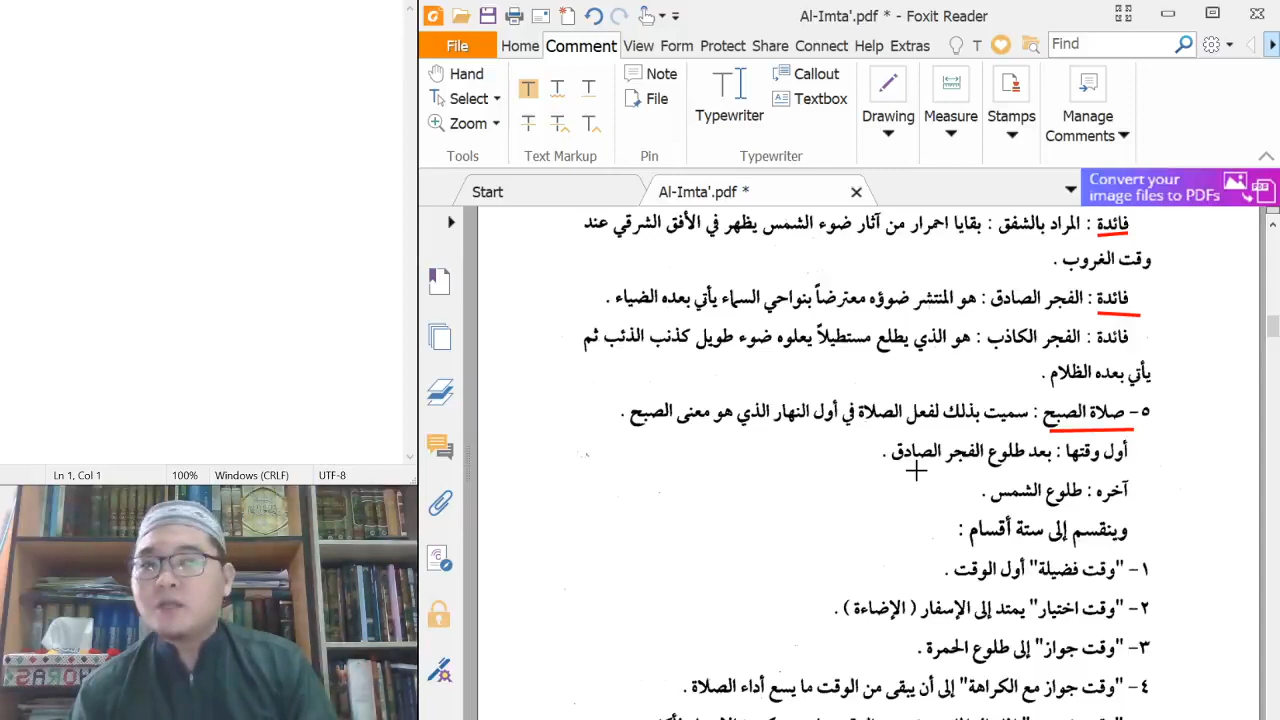 Al-Imta'.pdf * - Foxit Reader
File Home Comment View Form Protect Share Connect Help Extras Find
Hand
Select
Zoom
Tools
Text Markup
Note
File
Pin
Typewriter
Callout
Textbox
Typewriter
Drawing
Measure
Stamps
Manage
Comments
Start
Al-Imta'.pdf *
Convert your
image files to PDFs
فائدة : المراد بالشفق : بقايا احمرار من آثار ضوء الشمس يظهر في الأفق الشرقي عند
وقت الغروب .
فائدة : الفجر الصادق : هو المنتشر ضوؤه معترضاً بنواحي السماء يأتي بعده الضياء .
فائدة : الفجر الكاذب : هو الذي يطلع مستطيلاً يعلوه ضوء طويل كذنب الذئب ثم
يأتي بعده الظلام .
٥- صلاة الصبح : سميت بذلك لفعل الصلاة في أول النهار الذي هو معنى الصبح .
أول وقتها : بعد طلوع الفجر الصادق .
آخره : طلوع الشمس .
وينقسم إلى ستة أقسام :
١- "وقت فضيلة" أول الوقت .
٢- "وقت اختيار" يمتد إلى الإسفار ( الإضاءة ) .
٣- "وقت جواز" إلى طلوع الحمرة .
٤- "وقت جواز مع الكراهة" إلى أن يبقى من الوقت ما يسع أداء الصلاة .
Ln 1, Col 1 100% Windows (CRLF) UTF-8